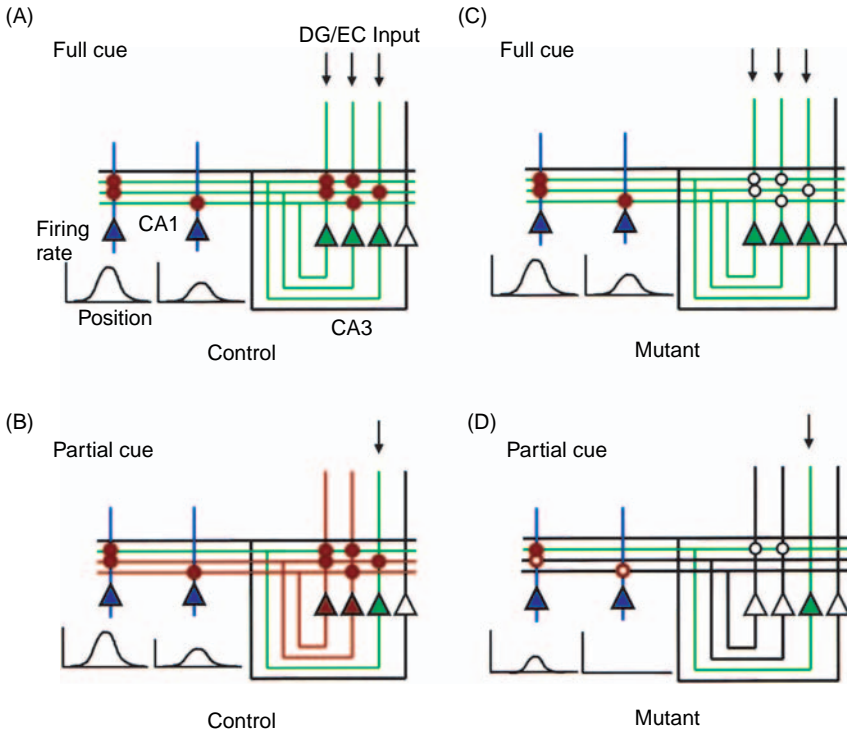 (A)
Full cue
DG/EC Input
CA1
Firing
rate
Position
CA3
Control
(C)
Full cue
Mutant
(B)
Partial cue
Control
(D)
Partial cue
Mutant